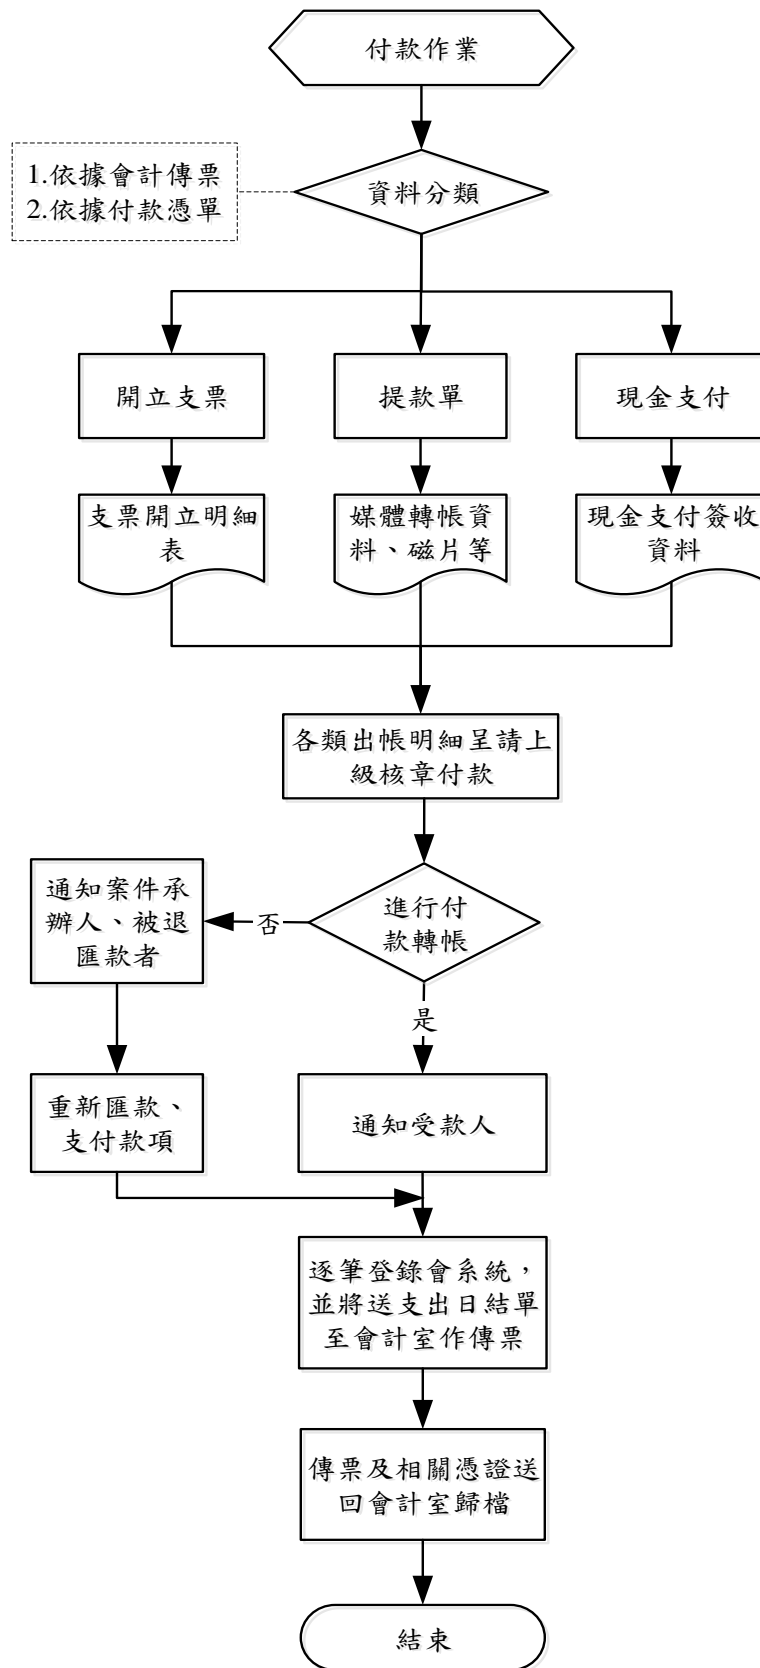 付款作業
1.依據會計傳票
2.依據付款憑單
資料分類
開立支票
提款單
現金支付
支票開立明細
表
媒體轉帳資
料、磁片等
現金支付簽收
資料
各類出帳明細呈請上
級核章付款
進行付
款轉帳
否
通知案件承
辦人、被退
匯款者
是
重新匯款、
支付款項
通知受款人
逐筆登錄會系統，
並將送支出日結單
至會計室作傳票
傳票及相關憑證送
回會計室歸檔
結束